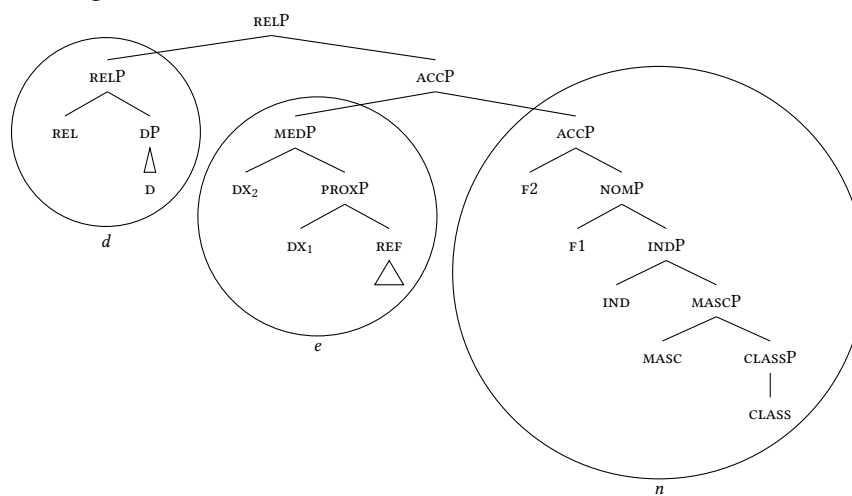 RELP
RELP ACCP
REL DP MEDP ACCP
D DX₂ PROXP F2 NOMP
d DX₁ REF F1 INDP
IND MASCP
e MASC CLASSP
CLASS
n